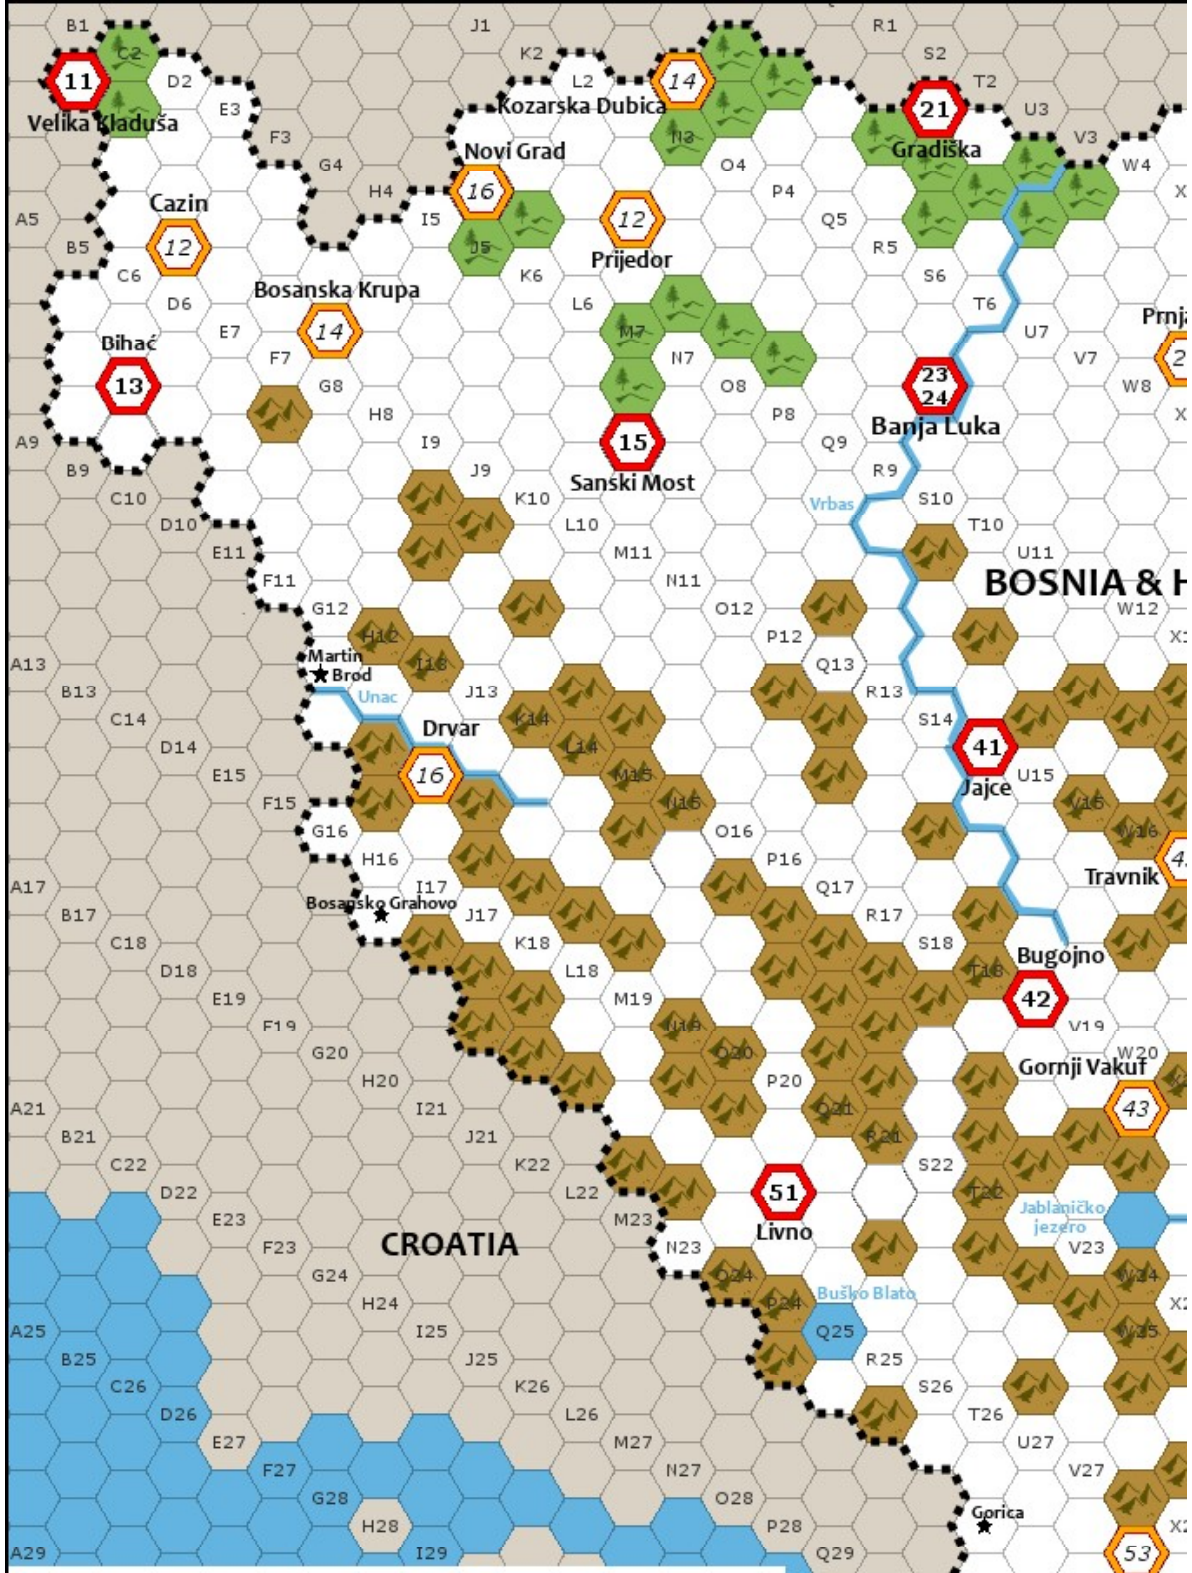 B1
J1
R1
C2
K2
S2
11
D2
L2
14
T2
Velika Kladuša
E3
Kozarska Dubica
21
U3
F3
N3
Gradiška
V3
G4
Novi Grad
O4
W4
H4
16
P4
X
A5
Cazin
I5
12
Q5
B5
12
J5
Prijedor
R5
C6
K6
S6
D6
Bosanska Krupa
L6
T6
E7
14
M7
U7
Prnja
Bihać
F7
N7
V7
2
13
G8
O8
23
24
W8
H8
P8
X
A9
I9
15
Banja Luka
Q9
B9
J9
Sanski Most
R9
C10
K10
Vrbas
S10
D10
L10
T10
E11
M11
U11
F11
N11
BOSNIA & H
G12
O12
W12
H12
P12
X1
A13
Martin
Brod
I13
Q13
B13
Unac
J13
R13
C14
Drvar
K14
S14
D14
L14
41
E15
16
M15
U15
F15
N15
Jajce
V15
G16
O16
W16
H16
P16
4
A17
I17
Q17
Travnik
B17
Bosansko Grahovo
J17
R17
C18
K18
S18
Bugojno
D18
L18
T18
E19
M19
42
F19
N19
V19
G20
O20
W20
H20
P20
Gornji Vakuf
X2
A21
I21
Q21
43
B21
J21
R21
C22
K22
S22
D22
L22
51
T22
E23
M23
Livno
Jablaničko
jezero
F23
CROATIA
N23
V23
G24
O24
W24
H24
P24
Buško Blato
X2
A25
I25
Q25
W25
B25
J25
R25
C26
K26
S26
D26
L26
T26
E27
M27
U27
F27
N27
V27
G28
O28
Gorica
H28
P28
X2
A29
I29
Q29
53